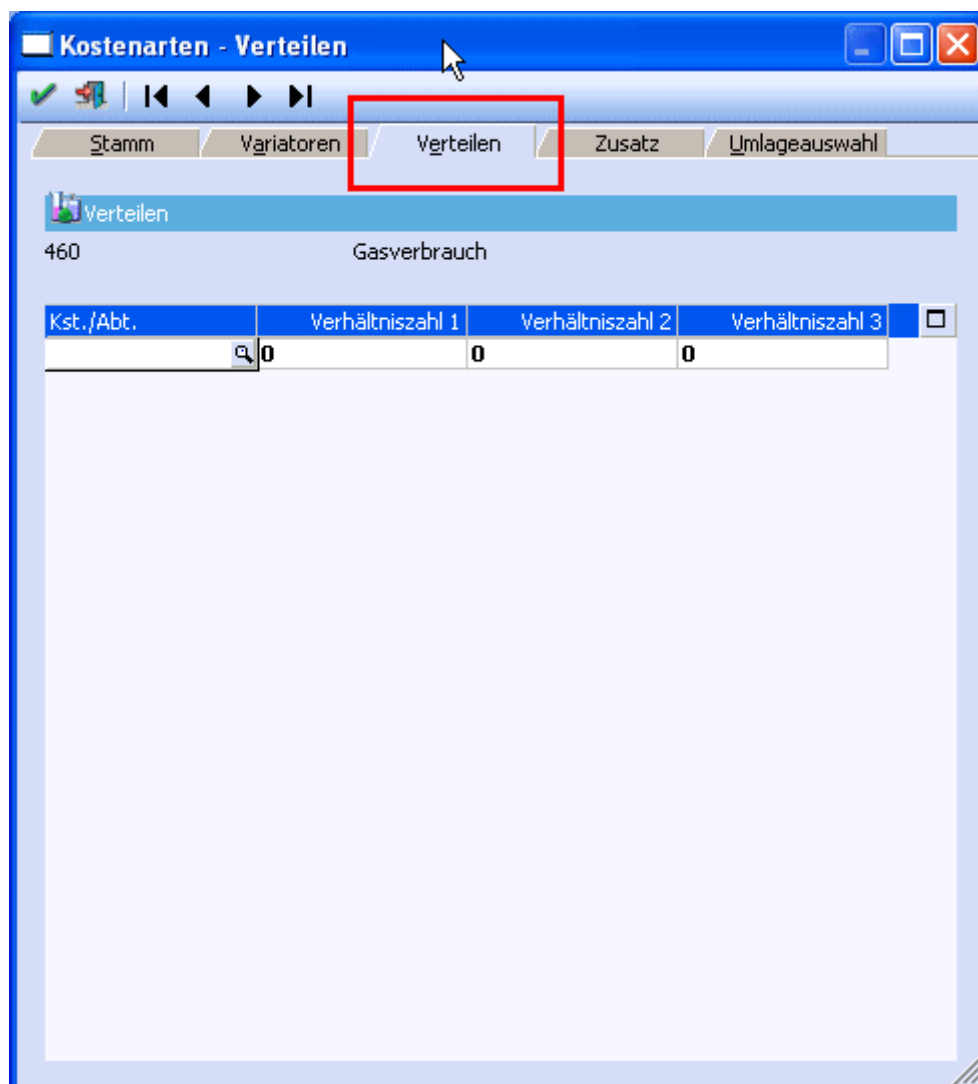 Kostenarten - Verteilen
Stamm Variatoren Verteilen Zusatz Umlageauswahl
Verteilen
460 Gasverbrauch
Kst./Abt. Verhältniszahl 1 Verhältniszahl 2 Verhältniszahl 3
0 0 0